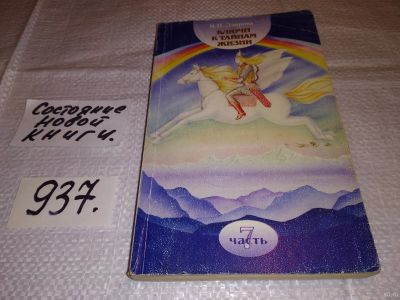 Состояние
новой
книги.
937.
КЛЮЧИ
К ТАЙНАМ
ЖИЗНИ
7
часть